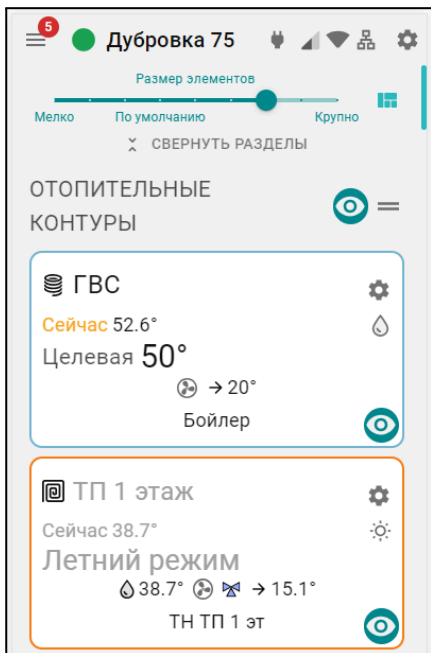 5
Дубровка 75
Размер элементов
Мелко По умолчанию Крупно
СВЕРНУТЬ РАЗДЕЛЫ
ОТОПИТЕЛЬНЫЕ
КОНТУРЫ
ГВС
Сейчас 52.6°
Целевая 50°
→ 20°
Бойлер
ТП 1 этаж
Сейчас 38.7°
Летний режим
38.7° → 15.1°
ТН ТП 1 эт